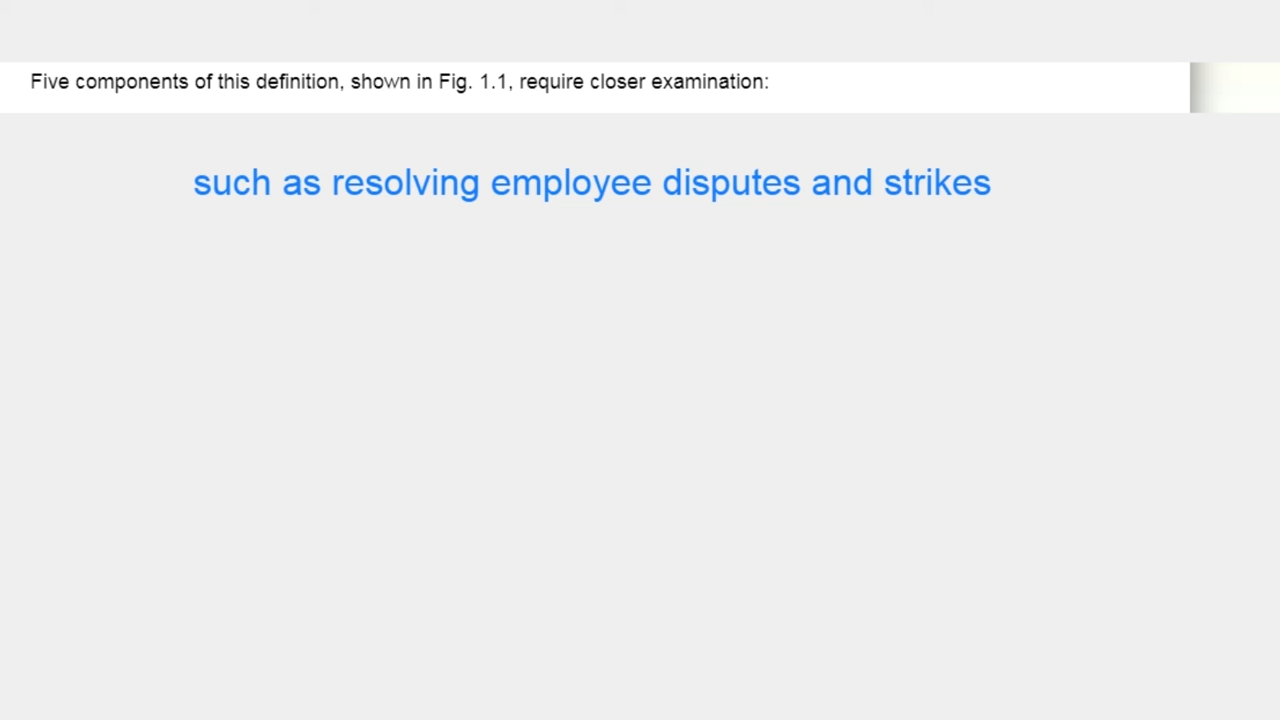 Five components of this definition, shown in Fig. 1.1, require closer examination:
such as resolving employee disputes and strikes